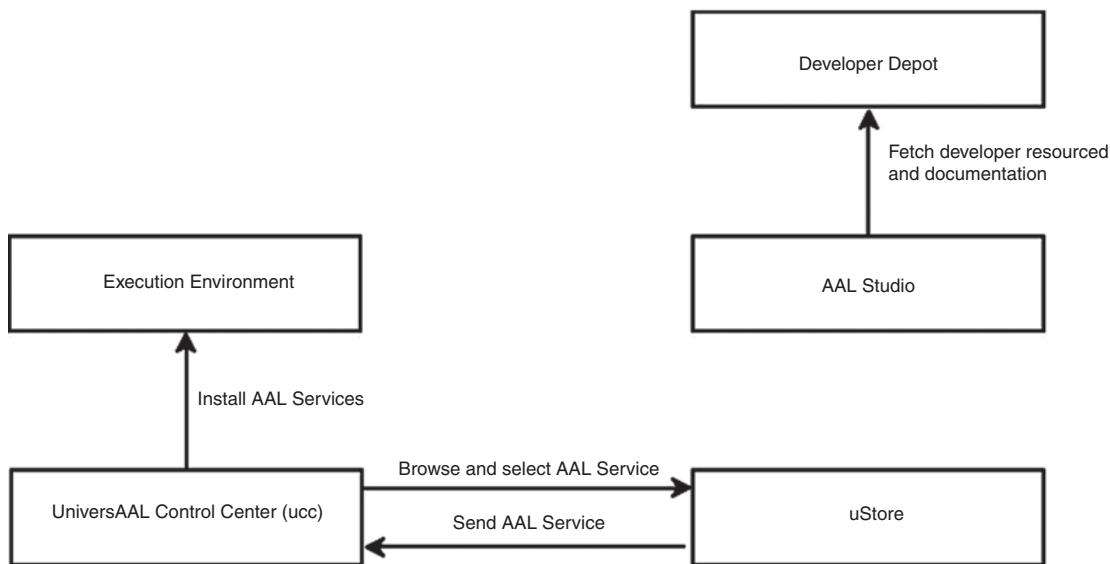 Developer Depot
Fetch developer resourced
and documentation
Execution Environment
AAL Studio
Install AAL Services
Browse and select AAL Service
UniversAAL Control Center (ucc)
uStore
Send AAL Service